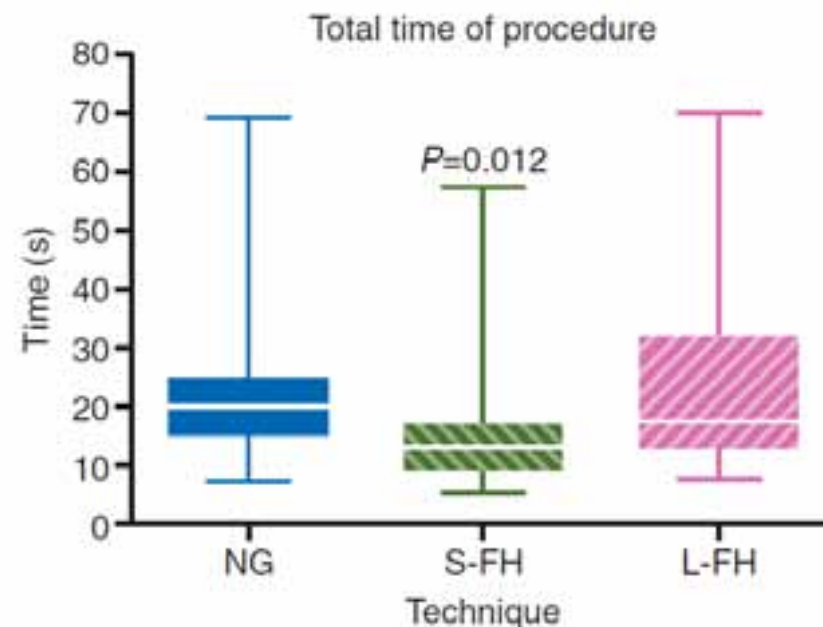 Total time of procedure
80
70
60
50
40
30
20
10
0
Time (s)
P=0.012
NG S-FH L-FH
Technique